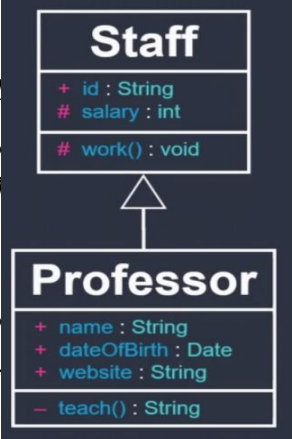 Staff
+ id : String
# salary : int
# work() : void
Professor
+ name : String
+ dateOfBirth : Date
+ website : String
– teach() : String